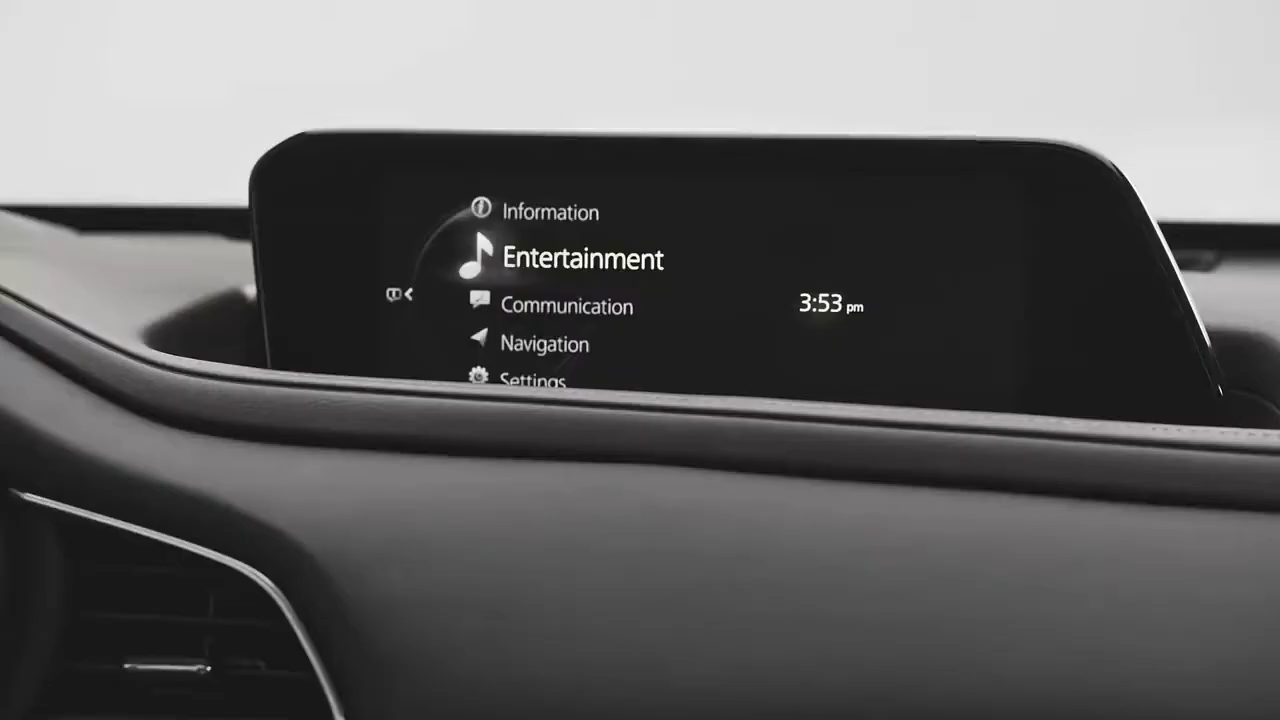 Information
Entertainment
Communication
3:53 pm
Navigation
Settings